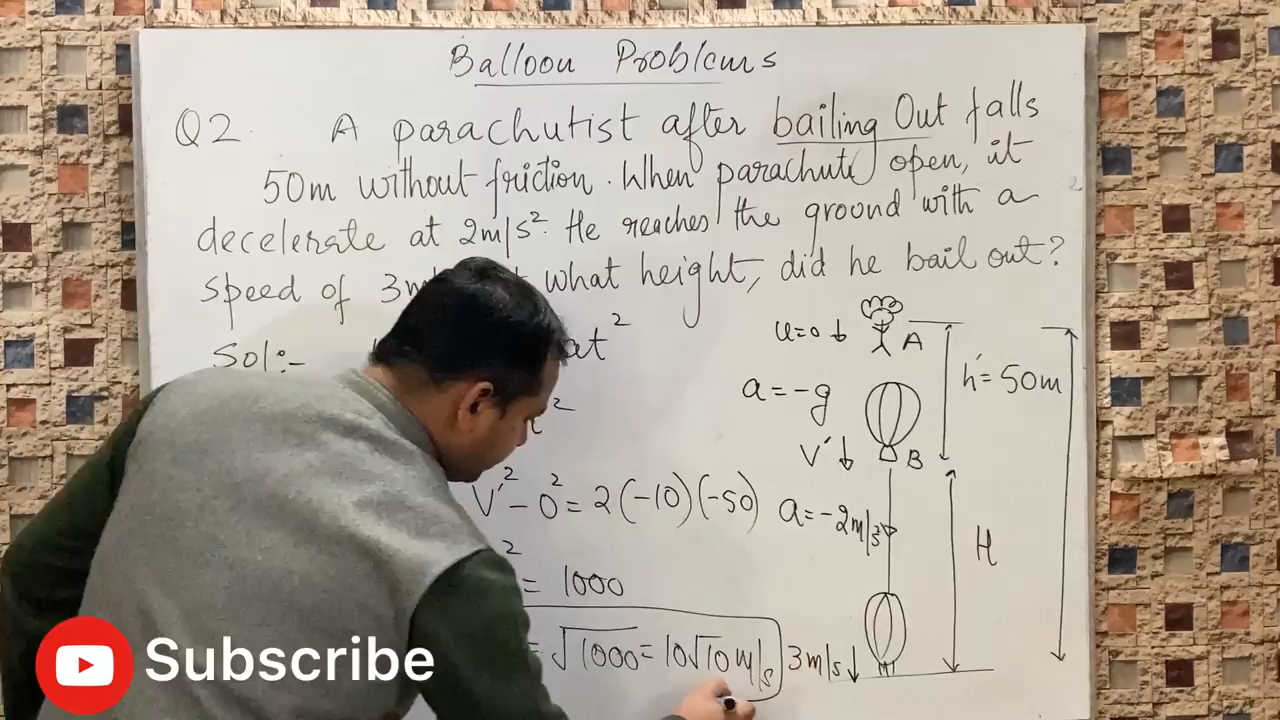 Balloon Problems
Q2. A parachutist after bailing Out falls
50m without friction. When parachute open, it
decelerate at 2m/s². He reaches the ground with a
speed of 3m what height, did he bail out?
Sol:- at²
u=0 ↓ A
h'=50m
a=-g
²
V' ↓ B
V'²-0²=2(-10)(-50)
a=-2m/s²
H
² = 1000
= √1000 = 10√10 m/s
3m/s ↓
Subscribe